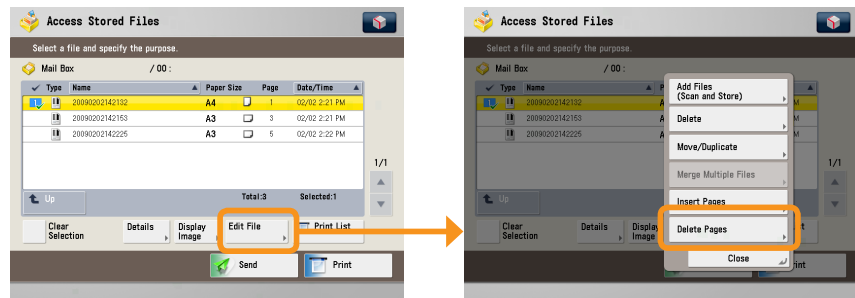 Access Stored Files
Select a file and specify the purpose.
Mail Box / 00 :
Type Name Paper Size Page Date/Time
1 20090202142132 A4 1 02/02 2:21 PM
20090202142153 A3 3 02/02 2:21 PM
20090202142225 A3 5 02/02 2:22 PM
1/1
Up Total:3 Selected:1
Clear Selection Details Display Image Edit File Print List
Send Print
Access Stored Files
Select a file and specify the purpose.
Mail Box / 00 :
Type Name P
1 20090202142132 A M
20090202142153 A M
20090202142225 A M
1/1
Up
Clear Selection Details Display Image t
int
Add Files
(Scan and Store)
Delete
Move/Duplicate
Merge Multiple Files
Insert Pages
Delete Pages
Close